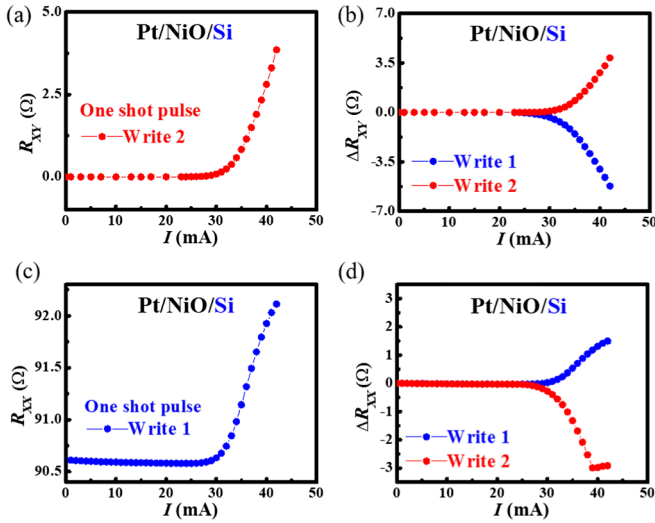 (a)
Pt/NiO/Si
5.0
2.5
0.0
R_XY (Ω)
One shot pulse
Write 2
0 10 20 30 40 50
I (mA)
(b)
Pt/NiO/Si
7.0
3.5
0.0
-3.5
-7.0
ΔR_XY (Ω)
Write 1
Write 2
0 10 20 30 40 50
I (mA)
(c)
Pt/NiO/Si
92.0
91.5
91.0
90.5
R_XX (Ω)
One shot pulse
Write 1
0 10 20 30 40 50
I (mA)
(d)
Pt/NiO/Si
3
2
1
0
-1
-2
-3
ΔR_XX (Ω)
Write 1
Write 2
0 10 20 30 40 50
I (mA)